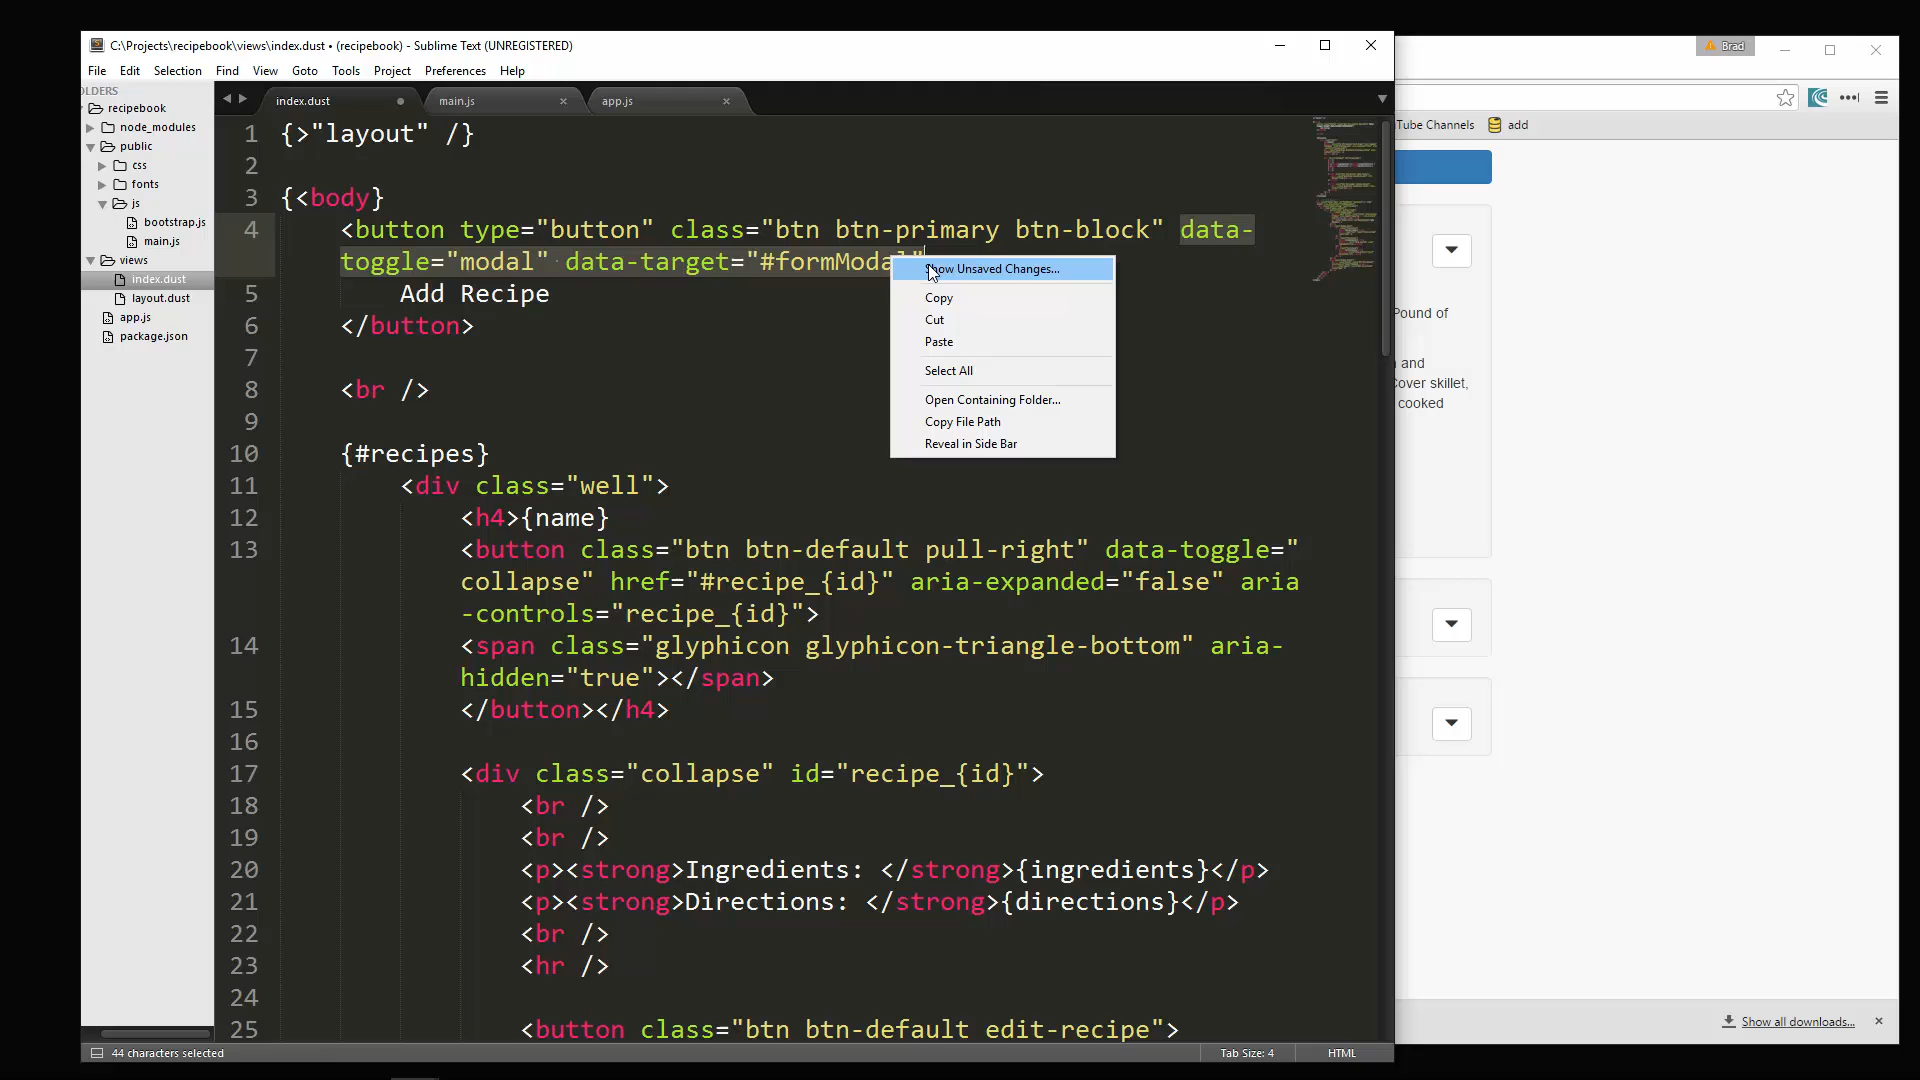 C:\Projects\recipebook\views\index.dust • (recipebook) - Sublime Text (UNREGISTERED)
Brad
File Edit Selection Find View Goto Tools Project Preferences Help
OLDERS
recipebook
node_modules
public
css
fonts
js
bootstrap.js
main.js
views
index.dust
layout.dust
app.js
package.json
index.dust main.js app.js
1 {>"layout" /}
2
3 {<body}
4 <button type="button" class="btn btn-primary btn-block" data-
toggle="modal" data-target="#formModal"
5 Add Recipe
6 </button>
7
8 <br />
9
10 {#recipes}
11 <div class="well">
12 <h4>{name}
13 <button class="btn btn-default pull-right" data-toggle="
collapse" href="#recipe_{id}" aria-expanded="false" aria
-controls="recipe_{id}">
14 <span class="glyphicon glyphicon-triangle-bottom" aria-
hidden="true"></span>
15 </button></h4>
16
17 <div class="collapse" id="recipe_{id}">
18 <br />
19 <br />
20 <p><strong>Ingredients: </strong>{ingredients}</p>
21 <p><strong>Directions: </strong>{directions}</p>
22 <br />
23 <hr />
24
25 <button class="btn btn-default edit-recipe">
Show Unsaved Changes...
Copy
Cut
Paste
Select All
Open Containing Folder...
Copy File Path
Reveal in Side Bar
44 characters selected Tab Size: 4 HTML
Tube Channels add
Pound of
and
Cover skillet,
cooked
Show all downloads...